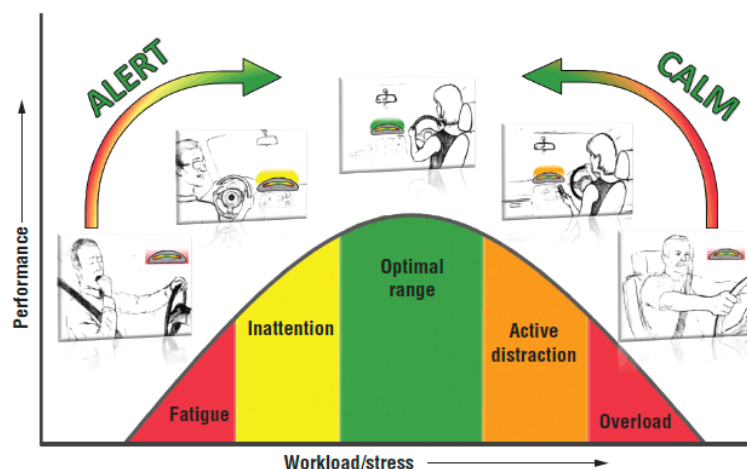 ALERT
CALM
Performance
Optimal
range
Inattention
Active
distraction
Fatigue
Overload
Workload/stress